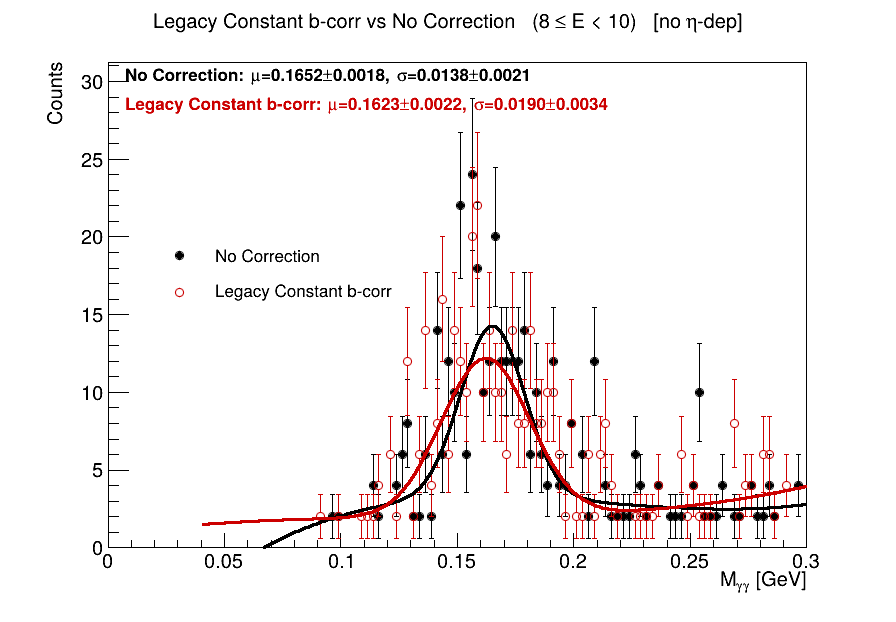 Legacy Constant b-corr vs No Correction (8 ≤ E < 10) [no η-dep]
Counts
No Correction: μ=0.1652±0.0018, σ=0.0138±0.0021
Legacy Constant b-corr: μ=0.1623±0.0022, σ=0.0190±0.0034
No Correction
Legacy Constant b-corr
30
25
20
15
10
5
0
0 0.05 0.1 0.15 0.2 0.25 0.3
M_γγ [GeV]